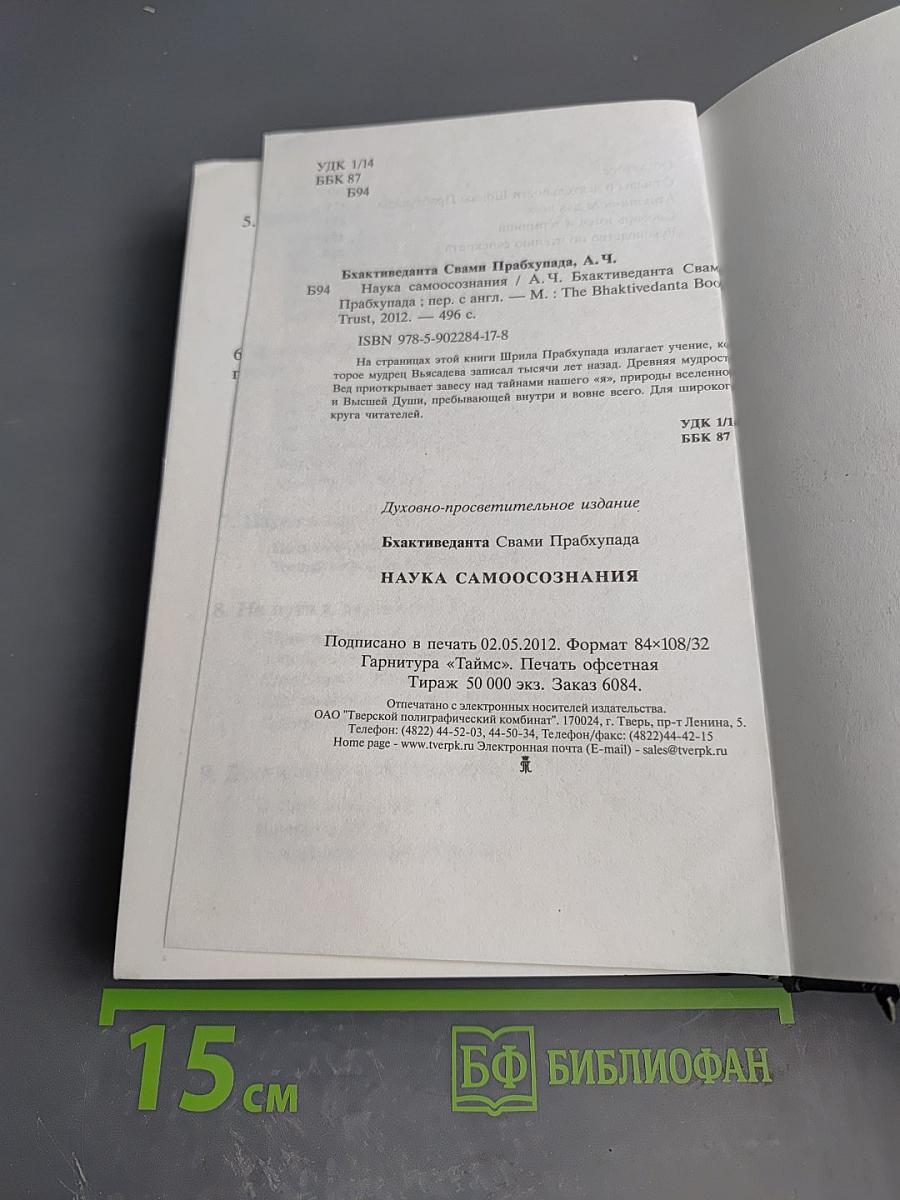 УДК 1/14
ББК 87
Б94
5.
Бхактиведанта Свами Прабхупада, А. Ч.
Б94 Наука самоосознания / А. Ч. Бхактиведанта Свам
Прабхупада ; пер. с англ. — М. : The Bhaktivedanta Boo
Trust, 2012. — 496 с.
ISBN 978-5-902284-17-8
На страницах этой книги Шрила Прабхупада излагает учение, ко
торое мудрец Вьясадева записал тысячи лет назад. Древняя мудрост
Вед приоткрывает завесу над тайнами нашего «я», природы вселенно
и Высшей Души, пребывающей внутри и вовне всего. Для широког
круга читателей.
УДК 1/1
ББК 87
Духовно-просветительное издание
Бхактиведанта Свами Прабхупада
НАУКА САМООСОЗНАНИЯ
Подписано в печать 02.05.2012. Формат 84×108/32
Гарнитура «Таймс». Печать офсетная
Тираж 50 000 экз. Заказ 6084.
Отпечатано с электронных носителей издательства.
ОАО "Тверской полиграфический комбинат". 170024, г. Тверь, пр-т Ленина, 5.
Телефон: (4822) 44-52-03, 44-50-34, Телефон/факс: (4822)44-42-15
Home page - www.tverpk.ru Электронная почта (E-mail) - sales@tverpk.ru
15 см
БФ БИБЛИОФАН